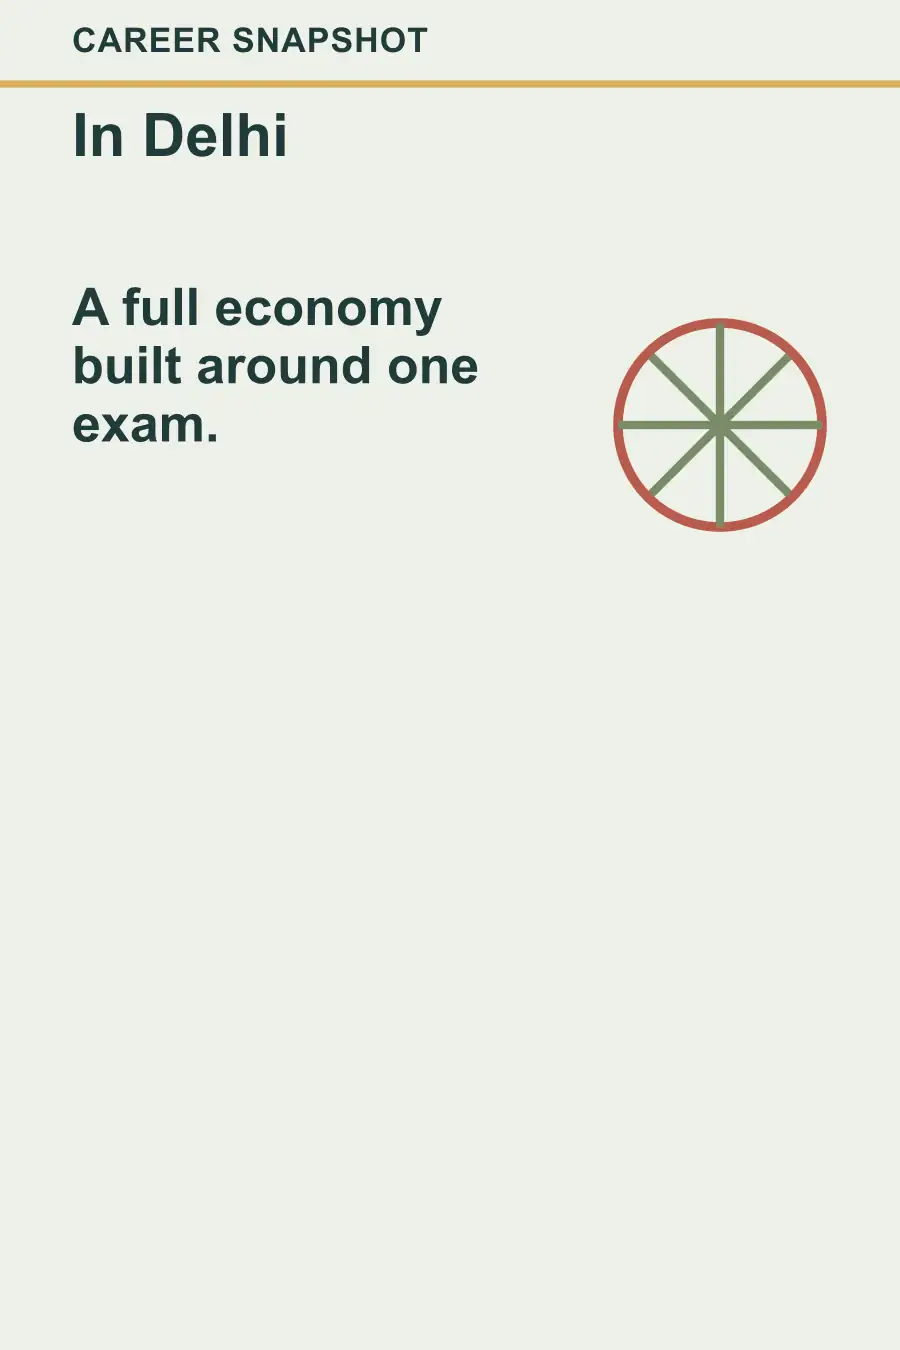 CAREER SNAPSHOT
In Delhi
A full economy
built around one
exam.